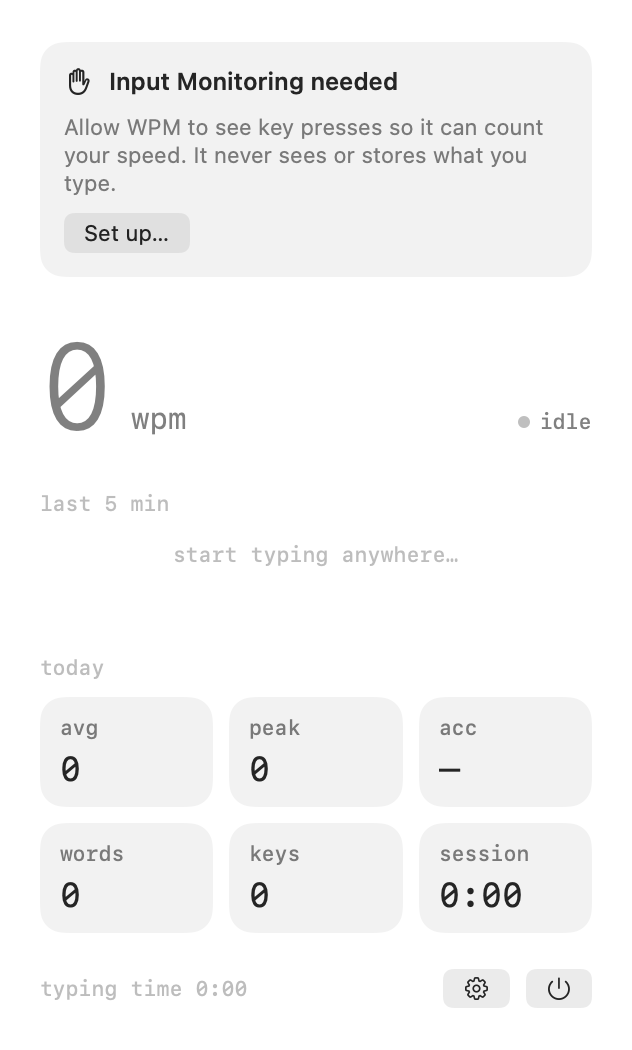 Input Monitoring needed
Allow WPM to see key presses so it can count
your speed. It never sees or stores what you
type.
Set up…
0 wpm
idle
last 5 min
start typing anywhere…
today
avg
0
peak
0
acc
—
words
0
keys
0
session
0:00
typing time 0:00